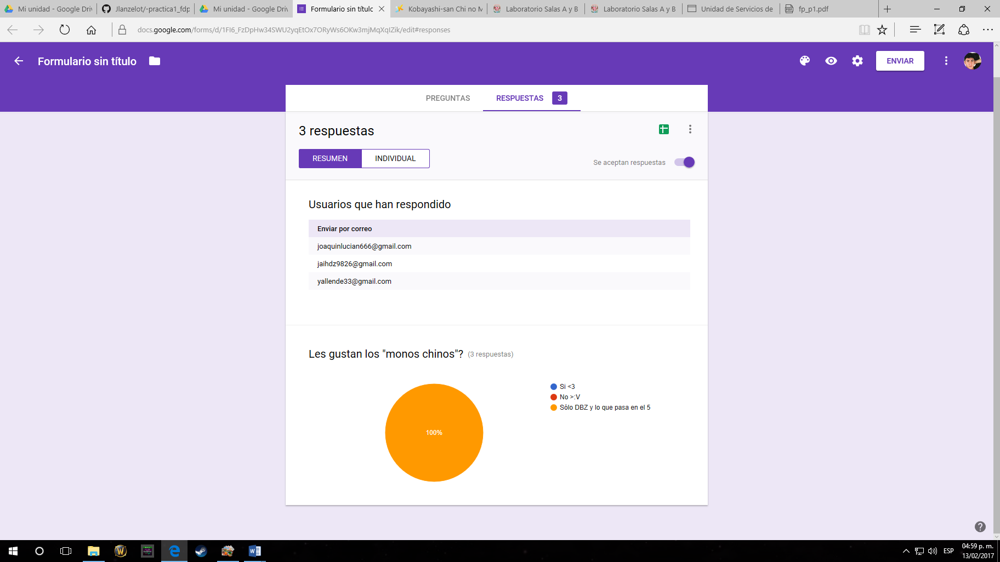 Mi unidad - Google Driv
Jlanzelot/-practica1_fdp
Mi unidad - Google Driv
Formulario sin título
Kobayashi-san Chi no M
Laboratorio Salas A y B
Laboratorio Salas A y B
Unidad de Servicios de
fp_p1.pdf
docs.google.com/forms/d/1FI6_FzDpHw34SWU2yqEtOx7ORyWs6OKw3mjMqXqIZik/edit#responses
Formulario sin título
ENVIAR
PREGUNTAS
RESPUESTAS 3
3 respuestas
RESUMEN
INDIVIDUAL
Se aceptan respuestas
Usuarios que han respondido
Enviar por correo
joaquinlucian666@gmail.com
jaihdz9826@gmail.com
yallende33@gmail.com
Les gustan los "monos chinos"? (3 respuestas)
Si <3
No >:V
Sólo DBZ y lo que pasa en el 5
100%
ESP
04:59 p. m.
13/02/2017